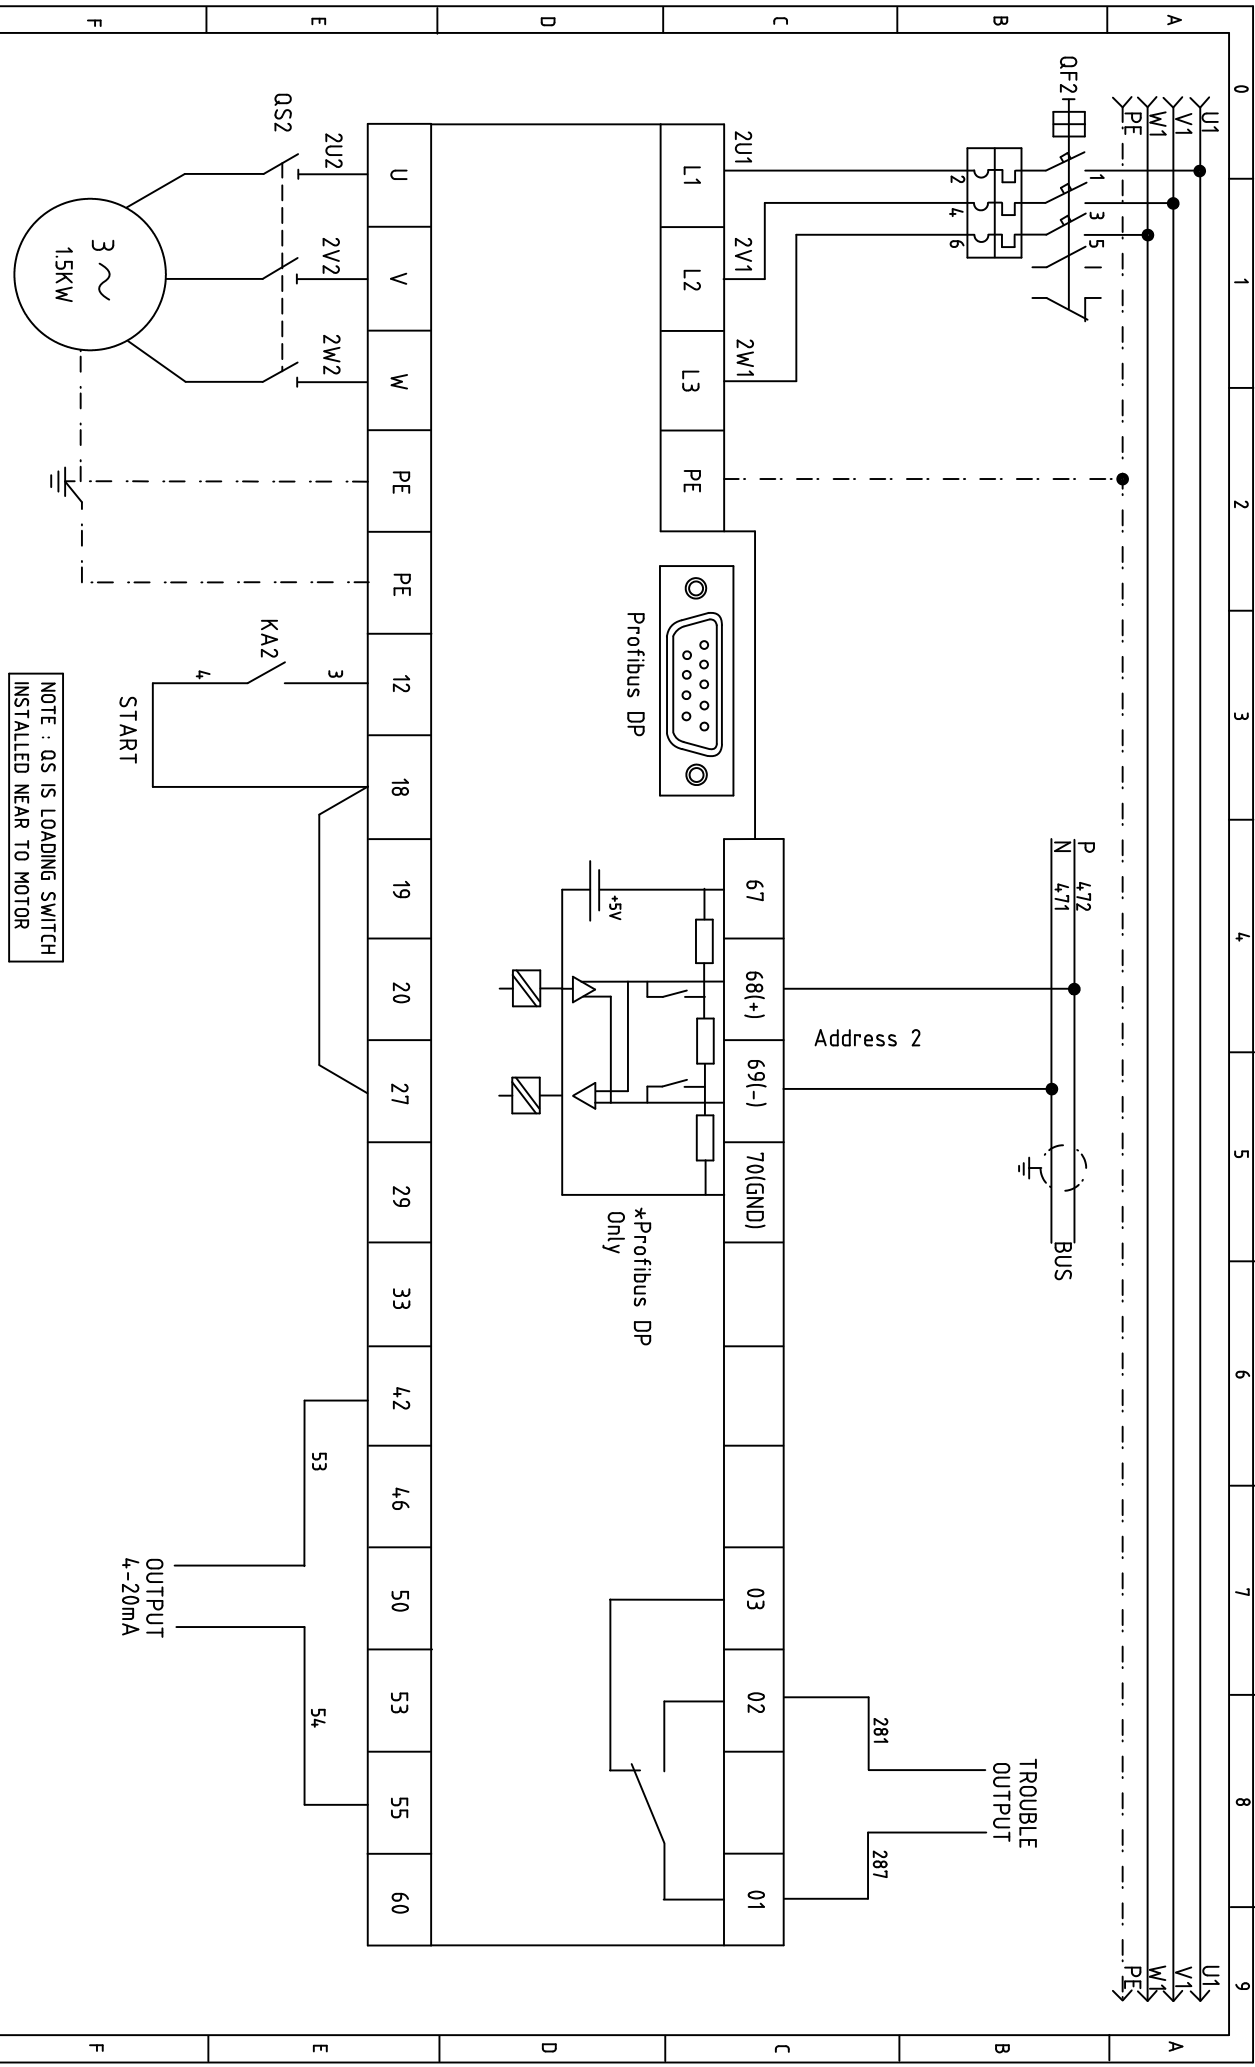 0
1
2
3
4
5
6
7
8
9
A
A
B
B
C
C
D
D
E
E
F
F
U1
V1
W1
PE
U1
V1
W1
PE
QF2
1
3
5
2
4
6
P 472
N 471
BUS
Address 2
TROUBLE
OUTPUT
281
287
2U1
2V1
2W1
L1
L2
L3
PE
67
68(+)
69(-)
70(GND)
03
02
01
Profibus DP
+5V
*Profibus DP
Only
U
V
W
PE
PE
12
18
19
20
27
29
33
42
46
50
53
55
60
2U2
2V2
2W2
QS2
3
KA2
4
START
53
54
OUTPUT
4-20mA
3 ~
1.5KW
NOTE : QS IS LOADING SWITCH
INSTALLED NEAR TO MOTOR